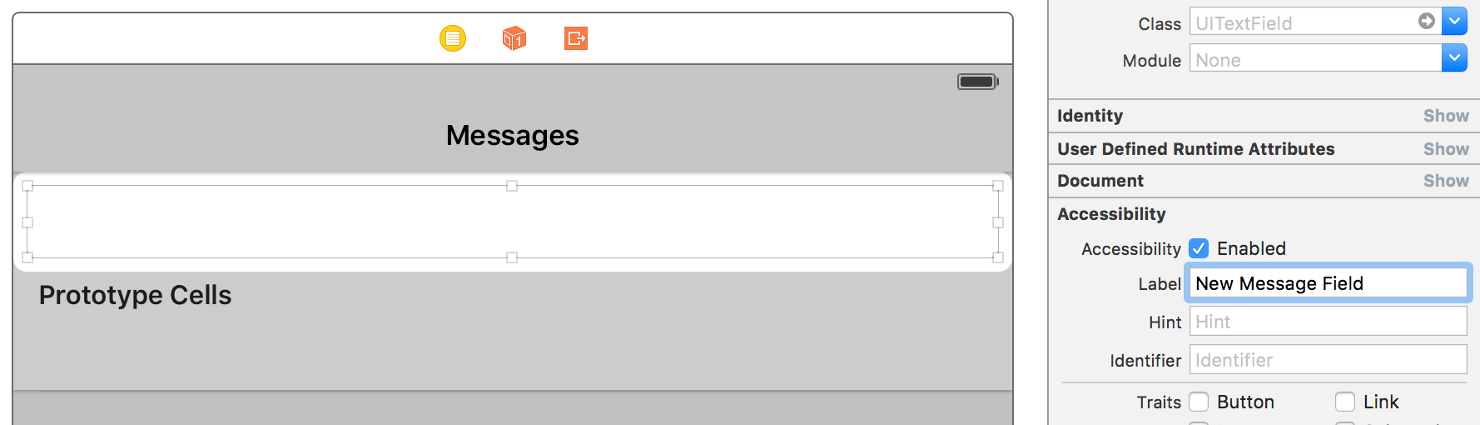 Messages
Prototype Cells
Class UITextField
Module None
Identity Show
User Defined Runtime Attributes Show
Document Show
Accessibility
Accessibility Enabled
Label New Message Field
Hint Hint
Identifier Identifier
Traits Button Link